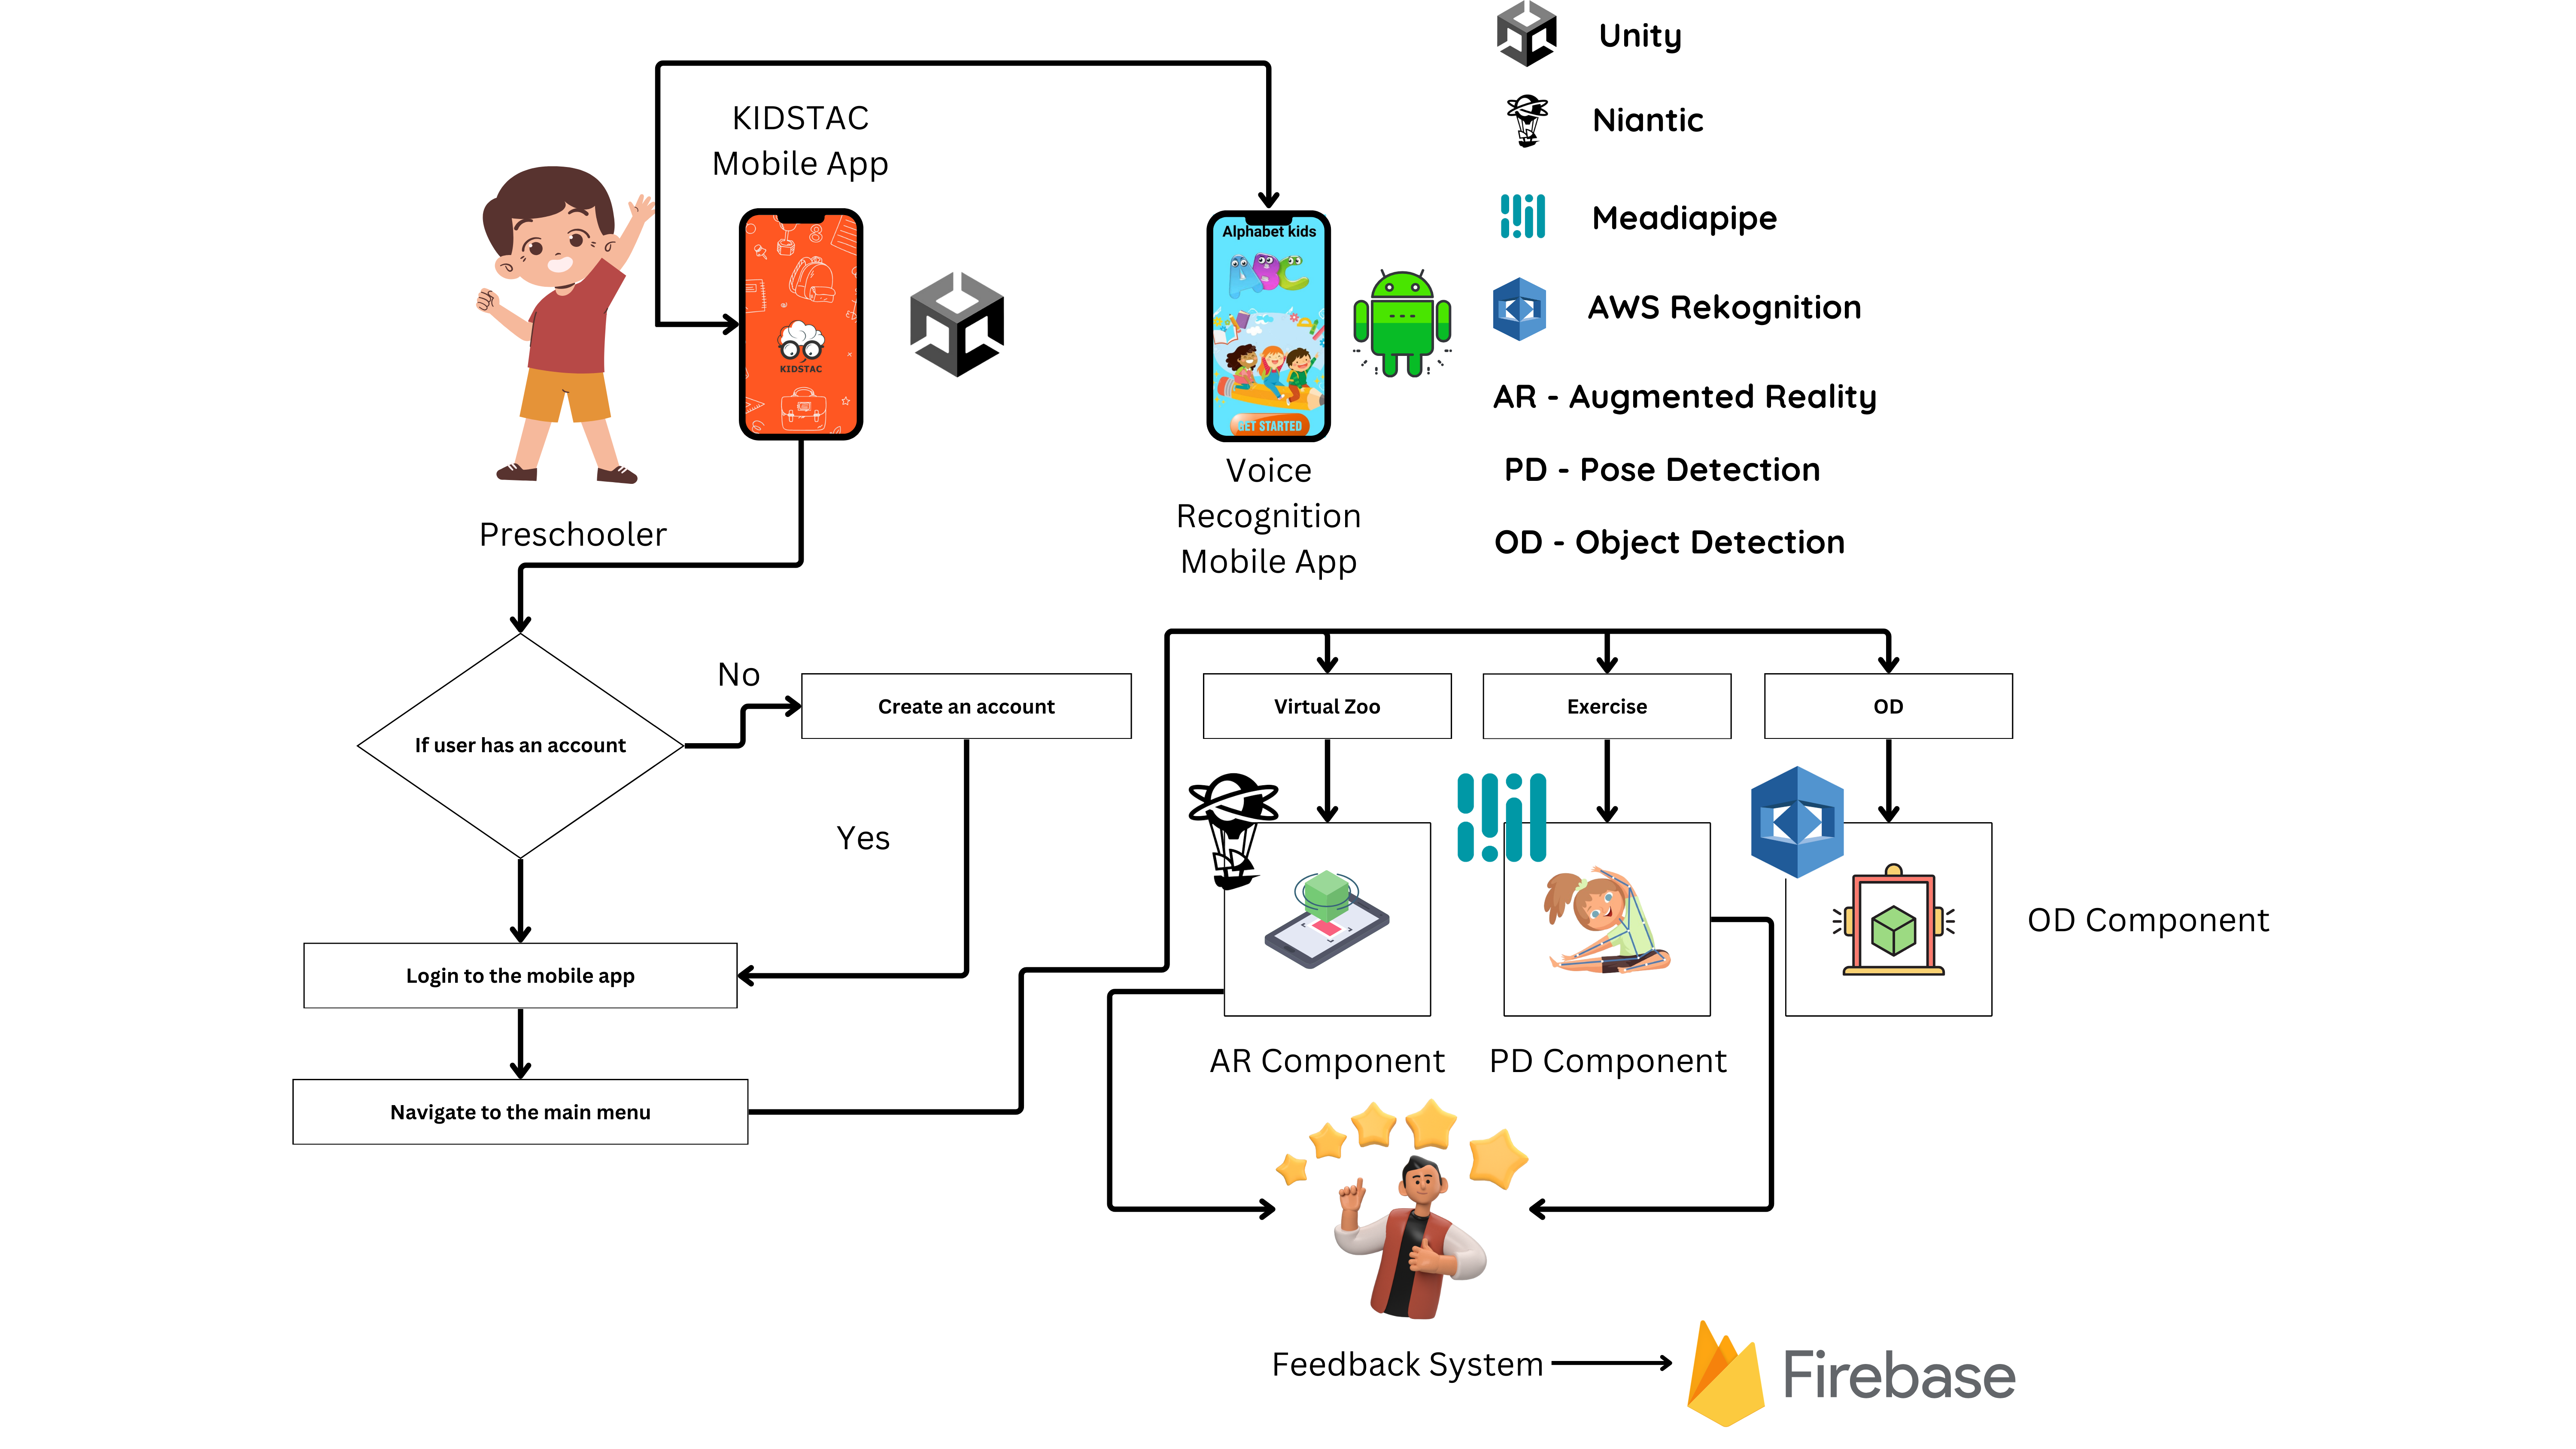 Unity
Niantic
Meadiapipe
AWS Rekognition
AR - Augmented Reality
PD - Pose Detection
OD - Object Detection
KIDSTAC
Mobile App
KIDSTAC
Alphabet kids
ABC
GET STARTED
Voice
Recognition
Mobile App
Preschooler
If user has an account
No
Create an account
Yes
Login to the mobile app
Navigate to the main menu
Virtual Zoo
Exercise
OD
AR Component
PD Component
OD Component
Feedback System
Firebase